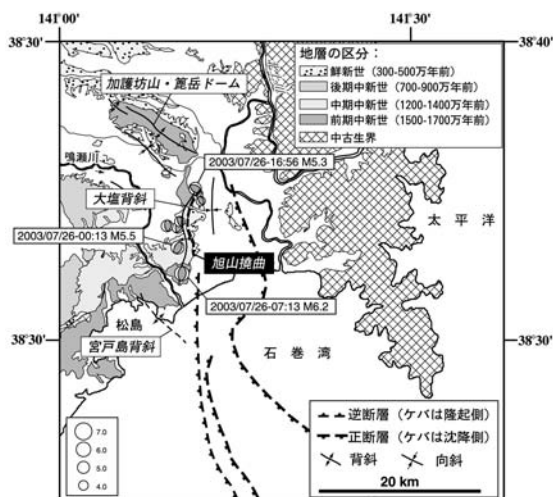 141°00'
141°30'
38°30'
38°40'
地層の区分：
鮮新世（300-500万年前）
後期中新世（700-900万年前）
中期中新世（1200-1400万年前）
前期中新世（1500-1700万年前）
中古生界
加護坊山・箟岳ドーム
鳴瀬川
2003/07/26-16:56 M5.3
大塩背斜
太平洋
2003/07/26-00:13 M5.5
旭山撓曲
2003/07/26-07:13 M6.2
38°30'
38°30'
松島
宮戸島背斜
石巻湾
7.0
6.0
5.0
4.0
逆断層（ケバは隆起側）
正断層（ケバは沈降側）
背斜
向斜
20 km